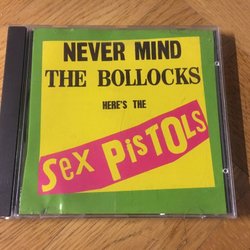 NEVER MIND
THE BOLLOCKS
HERE'S THE
Sex PiSTOLS